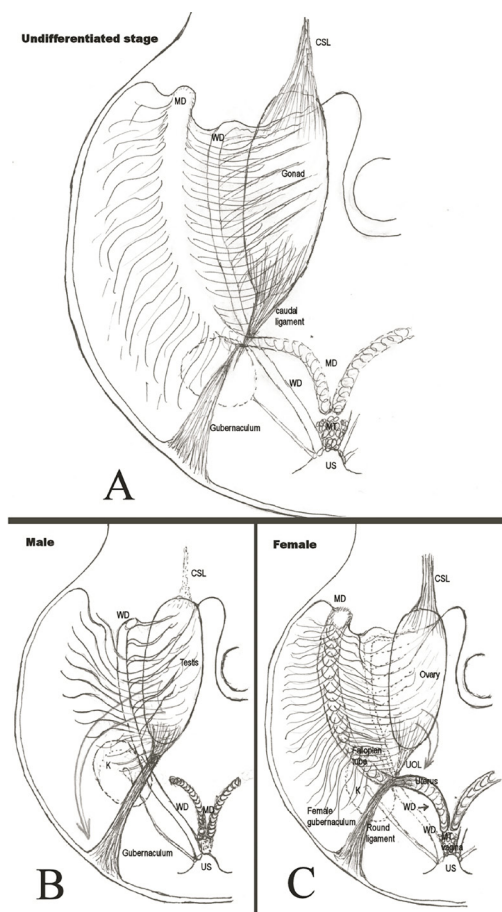 Undifferentiated stage
CSL
MD
WD
Gonad
caudal
ligament
MD
WD
Gubernaculum
MT
US
A
Male
CSL
WD
Testis
K
WD
MD
Gubernaculum
US
B
Female
CSL
MD
Ovary
Fallopian
tube
UOL
Uterus
K
Female
gubernaculum
WD
Round
ligament
WD
MT
vagina
US
C